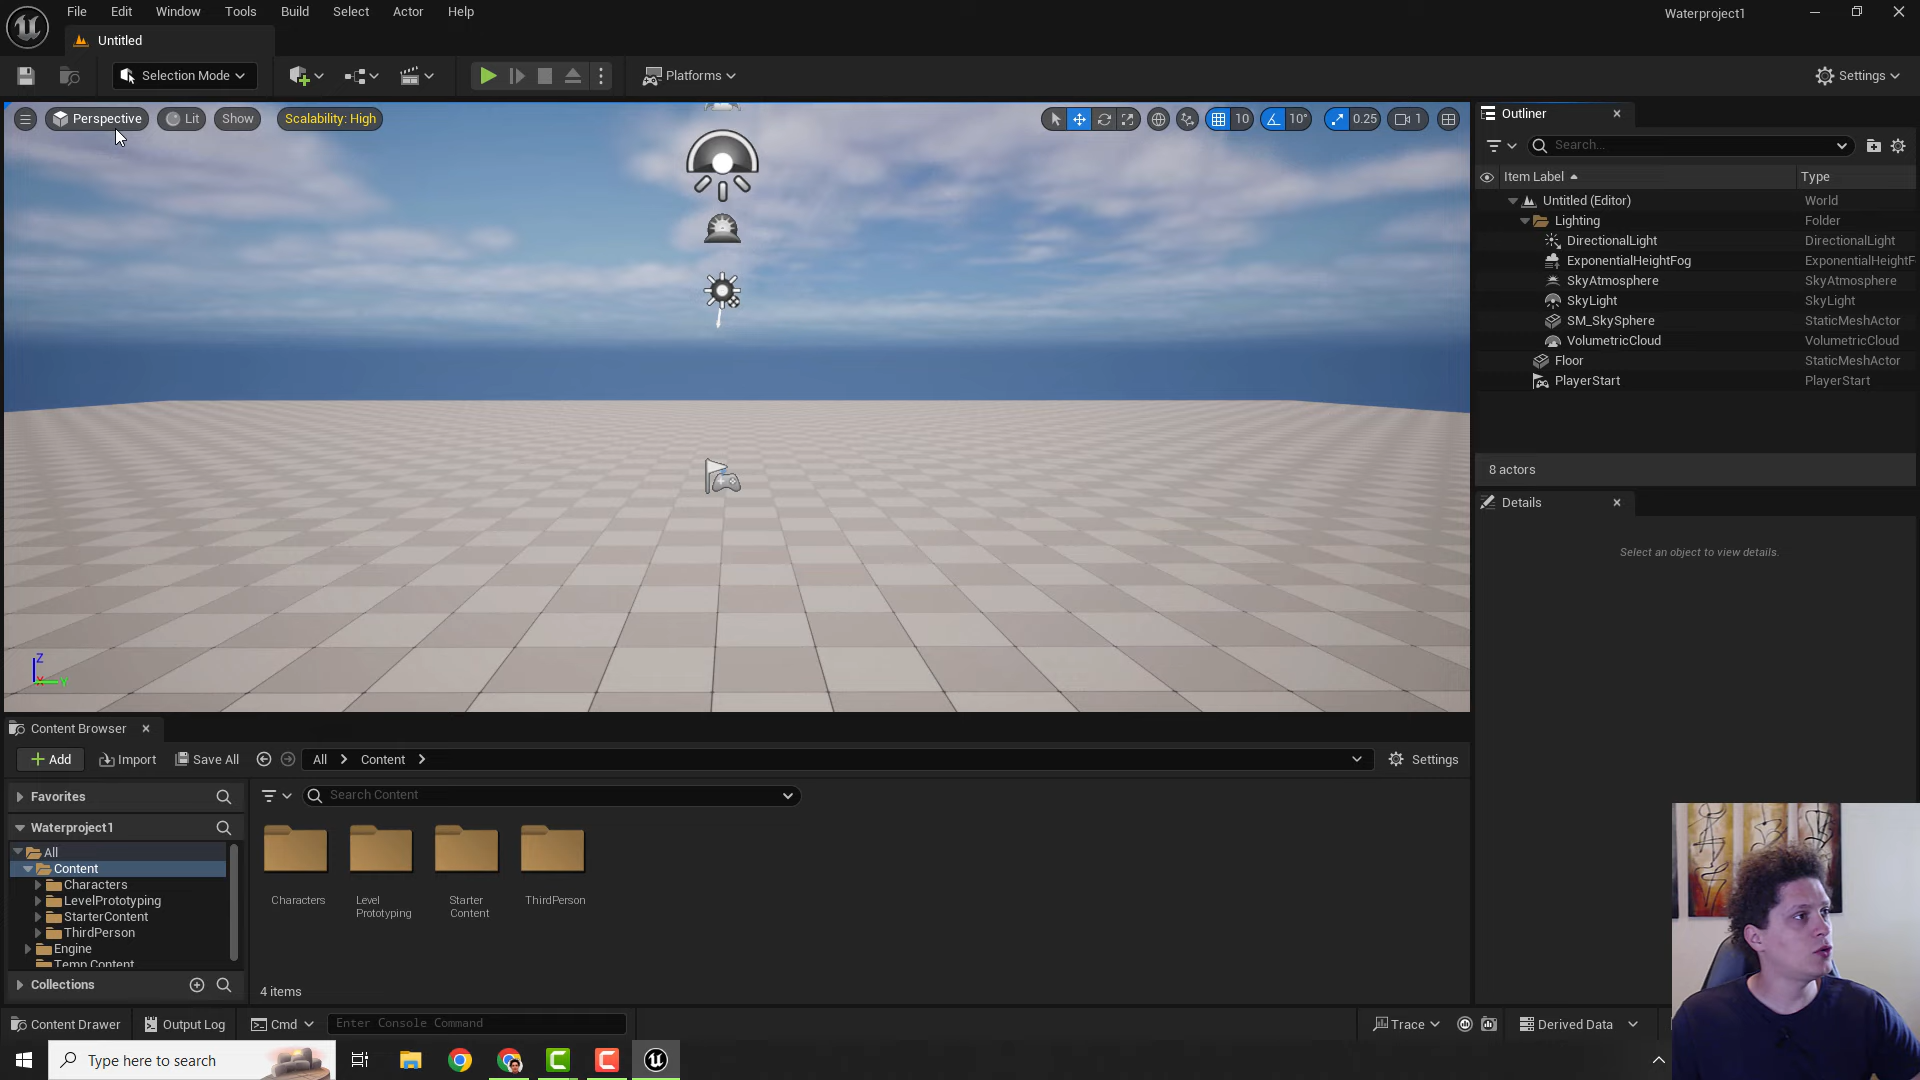 File Edit Window Tools Build Select Actor Help
Waterproject1
Untitled
Selection Mode
Platforms
Settings
Perspective Lit Show Scalability: High
10 10° 0.25 1
Outliner
Search...
Item Label Type
Untitled (Editor) World
Lighting Folder
DirectionalLight DirectionalLight
ExponentialHeightFog ExponentialHeightF
SkyAtmosphere SkyAtmosphere
SkyLight SkyLight
SM_SkySphere StaticMeshActor
VolumetricCloud VolumetricCloud
Floor StaticMeshActor
PlayerStart PlayerStart
8 actors
Details
Select an object to view details.
Z
X Y
Content Browser
Add Import Save All All Content Settings
Favorites
Search Content
Waterproject1
All
Content
Characters
LevelPrototyping
StarterContent
ThirdPerson
Engine
Temp Content
Characters
Level Prototyping
Starter Content
ThirdPerson
Collections
4 items
Content Drawer Output Log Cmd Enter Console Command Trace Derived Data
Type here to search